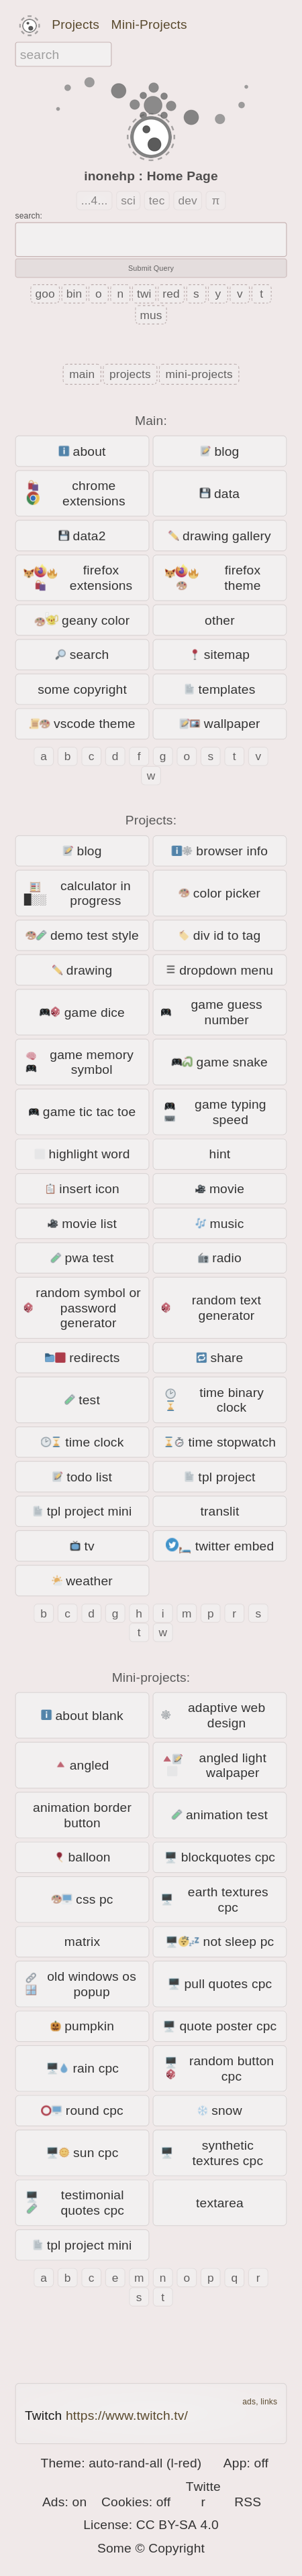 Projects Mini-Projects
search
inonehp : Home Page
...4... sci tec dev π
search:
Submit Query
goo bin o n twi red s y v t
mus
main projects mini-projects
Main:
about blog
chrome extensions data
data2 drawing gallery
firefox extensions firefox theme
geany color other
search sitemap
some copyright templates
vscode theme wallpaper
a b c d f g o s t v
w
Projects:
blog browser info
calculator in progress color picker
demo test style div id to tag
drawing dropdown menu
game dice game guess number
game memory symbol game snake
game tic tac toe game typing speed
highlight word hint
insert icon movie
movie list music
pwa test radio
random symbol or password generator random text generator
redirects share
test time binary clock
time clock time stopwatch
todo list tpl project
tpl project mini translit
tv twitter embed
weather
b c d g h i m p r s
t w
Mini-projects:
about blank adaptive web design
angled angled light walpaper
animation border button animation test
balloon blockquotes cpc
css pc earth textures cpc
matrix not sleep pc
old windows os popup pull quotes cpc
pumpkin quote poster cpc
rain cpc random button cpc
round cpc snow
sun cpc synthetic textures cpc
testimonial quotes cpc textarea
tpl project mini
a b c e m n o p q r
s t
ads, links
Twitch https://www.twitch.tv/
Theme: auto-rand-all (l-red) App: off
Ads: on Cookies: off Twitter RSS
License: CC BY-SA 4.0
Some © Copyright